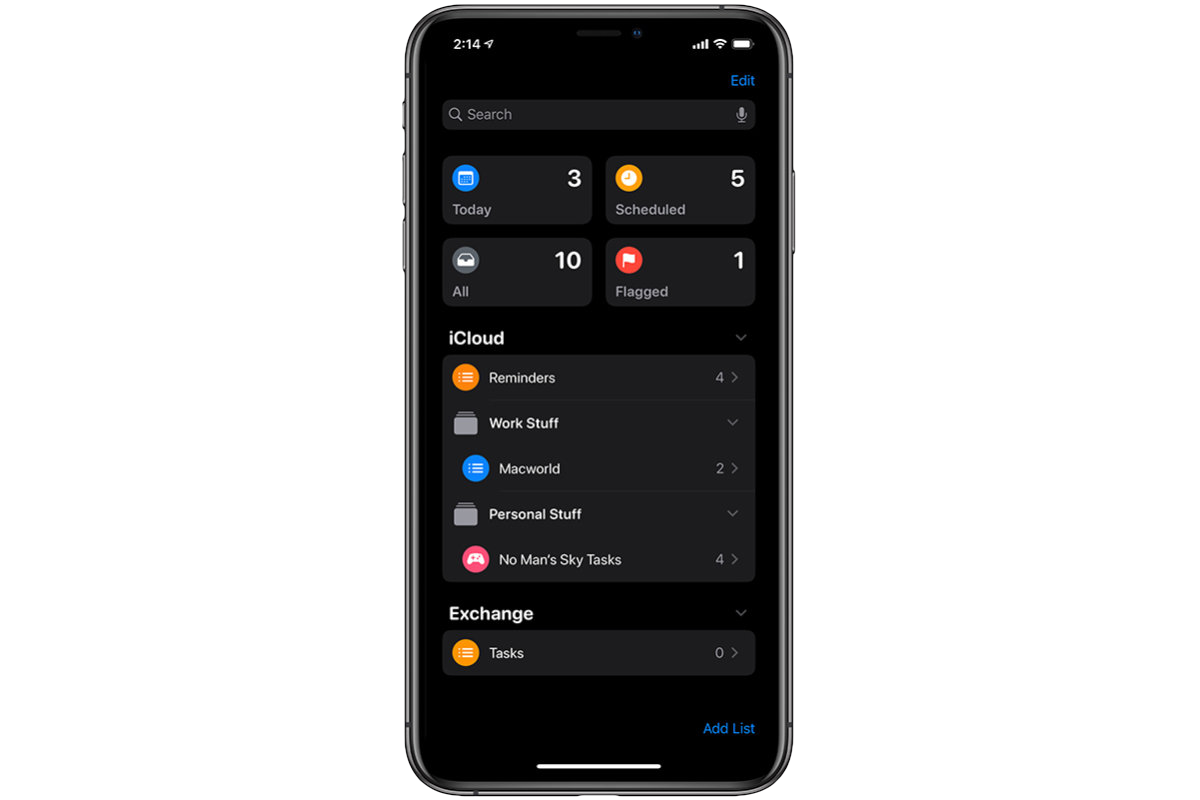 2:14
Edit
Search
3 5
Today Scheduled
10 1
All Flagged
iCloud
Reminders 4
Work Stuff
Macworld 2
Personal Stuff
No Man's Sky Tasks 4
Exchange
Tasks 0
Add List